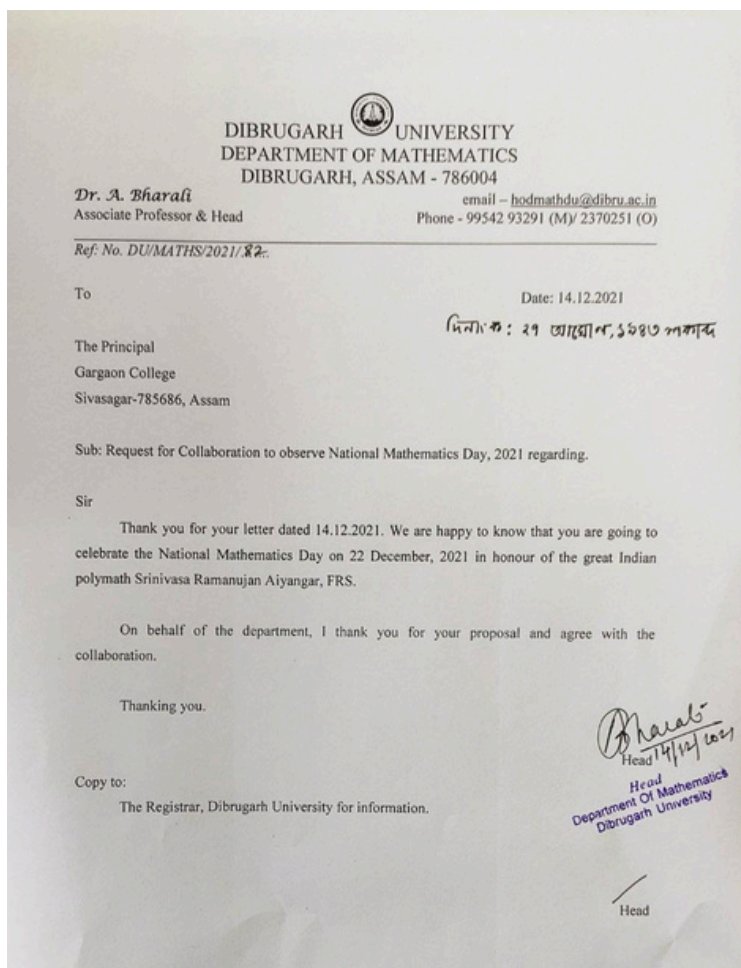 DIBRUGARH UNIVERSITY
DEPARTMENT OF MATHEMATICS
DIBRUGARH, ASSAM - 786004
Dr. A. Bharali
Associate Professor & Head
email – hodmathdu@dibru.ac.in
Phone - 99542 93291 (M)/ 2370251 (O)
Ref: No. DU/MATHS/2021/.82.
To
Date: 14.12.2021
দিনাংক : ২৭ আঘোণ, ১৯৪৩ শকাব্দ
The Principal
Gargaon College
Sivasagar-785686, Assam
Sub: Request for Collaboration to observe National Mathematics Day, 2021 regarding.
Sir
Thank you for your letter dated 14.12.2021. We are happy to know that you are going to
celebrate the National Mathematics Day on 22 December, 2021 in honour of the great Indian
polymath Srinivasa Ramanujan Aiyangar, FRS.
On behalf of the department, I thank you for your proposal and agree with the
collaboration.
Thanking you.
Bharali
Head 14/12/2021
Head
Department Of Mathematics
Dibrugarh University
Copy to:
The Registrar, Dibrugarh University for information.
Head